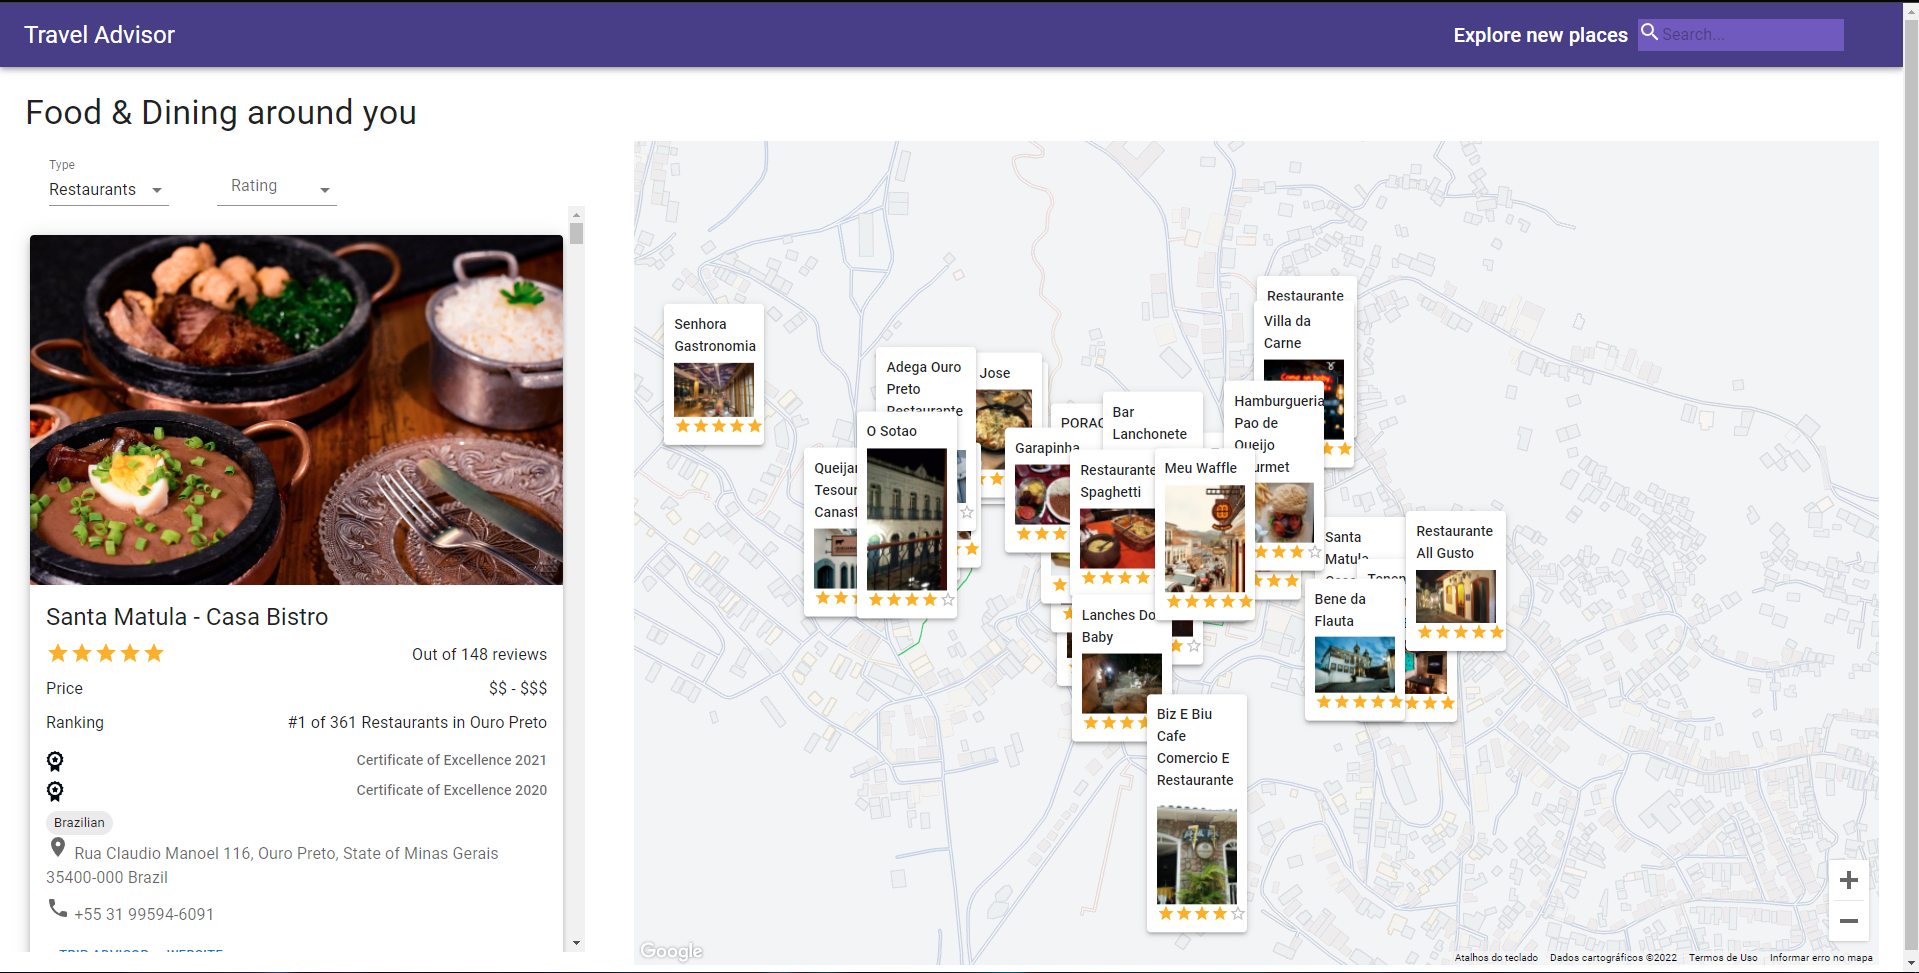 Travel Advisor
Explore new places
Search...
Food & Dining around you
Type
Restaurants
Rating
Santa Matula - Casa Bistro
Out of 148 reviews
Price
$$ - $$$
Ranking
#1 of 361 Restaurants in Ouro Preto
Certificate of Excellence 2021
Certificate of Excellence 2020
Brazilian
Rua Claudio Manoel 116, Ouro Preto, State of Minas Gerais
35400-000 Brazil
+55 31 99594-6091
TRIP ADVISOR
WEBSITE
Senhora
Gastronomia
Adega Ouro
Preto
Restaurante
Jose
O Sotao
Tesour
Canast
PORAO
Garapinha
Bar
Lanchonete
Restaurante
Spaghetti
Meu Waffle
Restaurante
Villa da
Carne
Hamburgueria
Pao de
Queijo
urmet
Santa
Matula
Bene da
Flauta
Restaurante
All Gusto
Lanches Do
Baby
Biz E Biu
Cafe
Comercio E
Restaurante
Google
Atalhos do teclado
Dados cartográficos ©2022
Termos de Uso
Informar erro no mapa